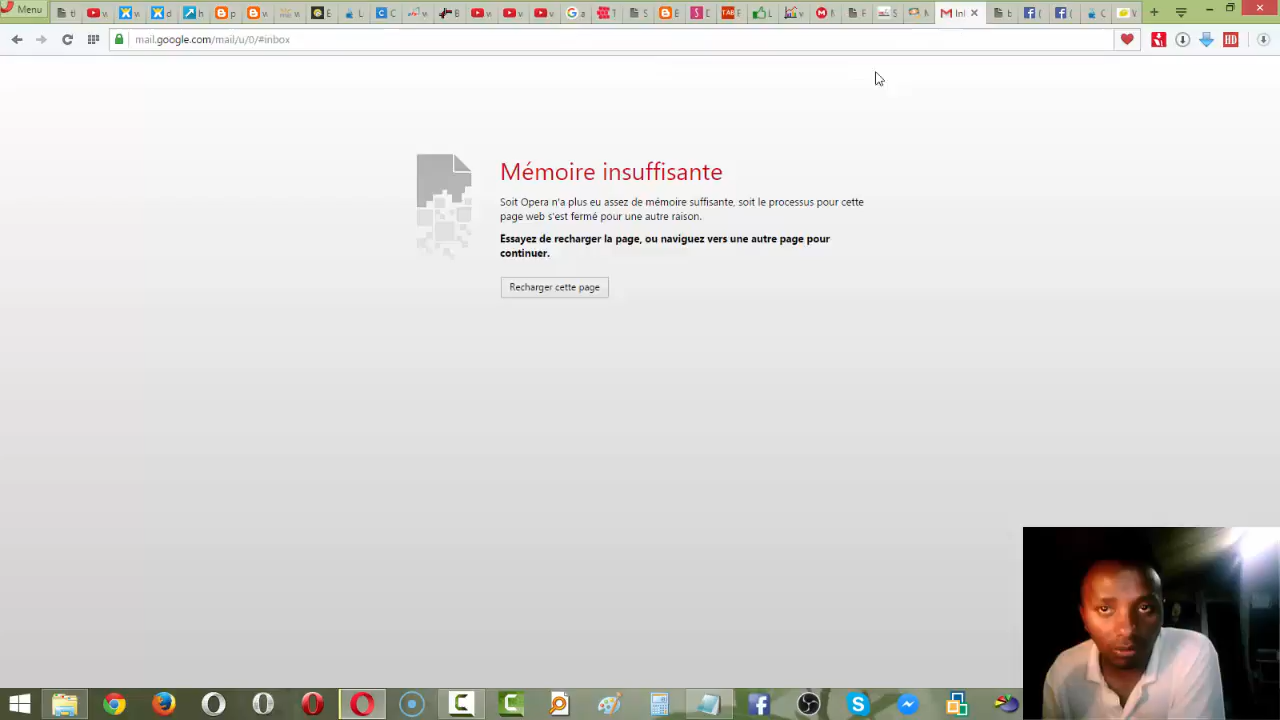 Menu
mail.google.com/mail/u/0/#inbox
HD
Mémoire insuffisante
Soit Opera n'a plus eu assez de mémoire suffisante, soit le processus pour cette
page web s'est fermé pour une autre raison.
Essayez de recharger la page, ou naviguez vers une autre page pour
continuer.
Recharger cette page